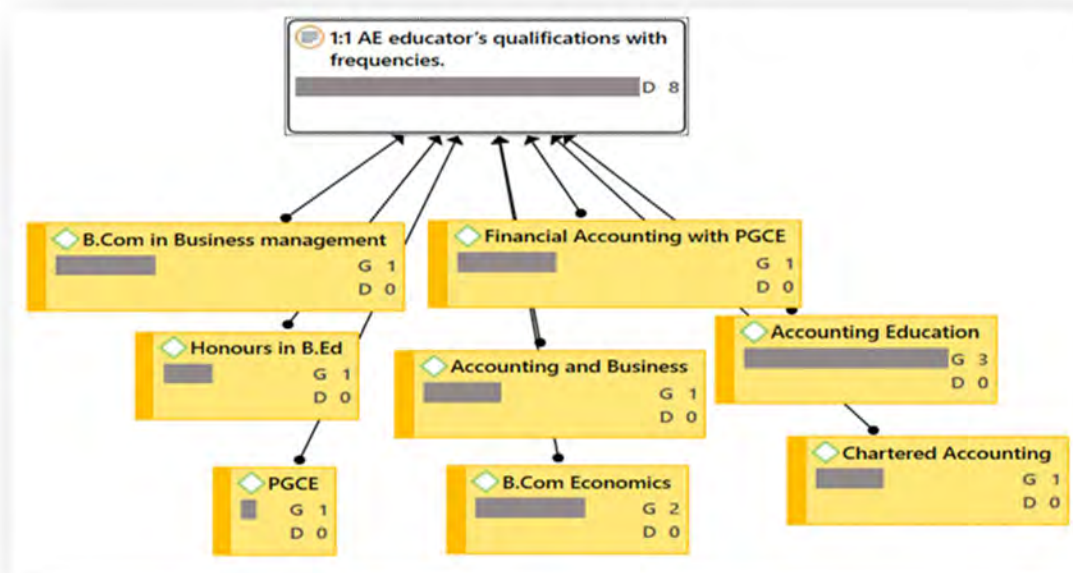 1:1 AE educator's qualifications with
frequencies.
D 8
B.Com in Business management
G 1
D 0
Financial Accounting with PGCE
G 1
D 0
Honours in B.Ed
G 1
D 0
Accounting and Business
G 1
D 0
Accounting Education
G 3
D 0
PGCE
G 1
D 0
B.Com Economics
G 2
D 0
Chartered Accounting
G 1
D 0